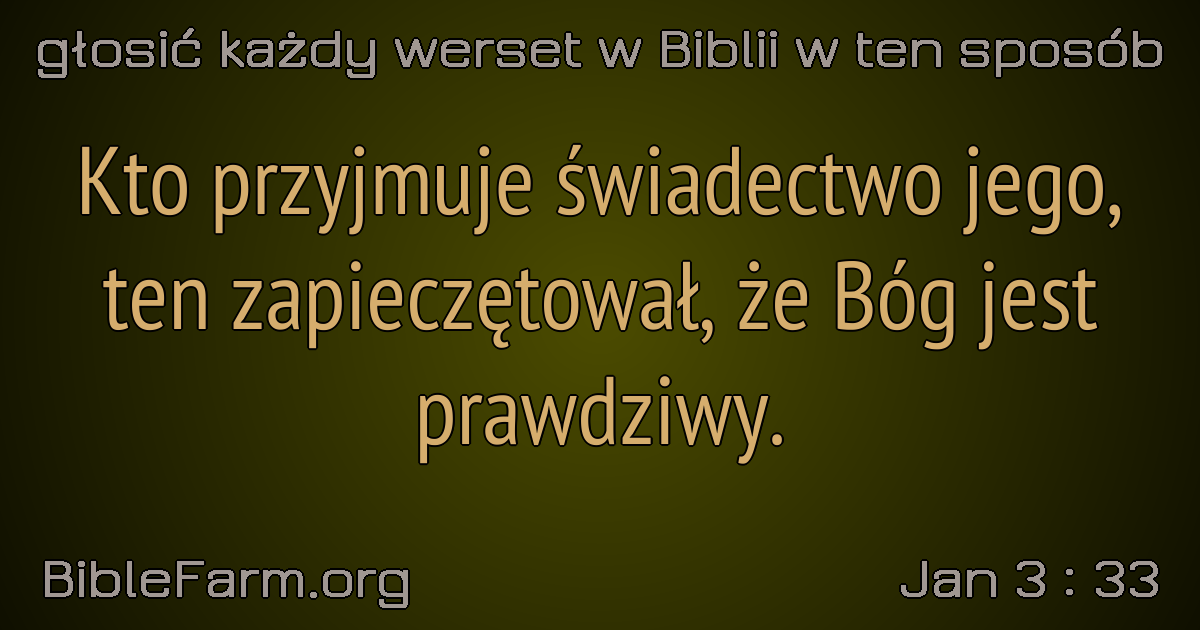 głosić każdy werset w Biblii w ten sposób
Kto przyjmuje świadectwo jego,
ten zapieczętował, że Bóg jest
prawdziwy.
BibleFarm.org
Jan 3 : 33